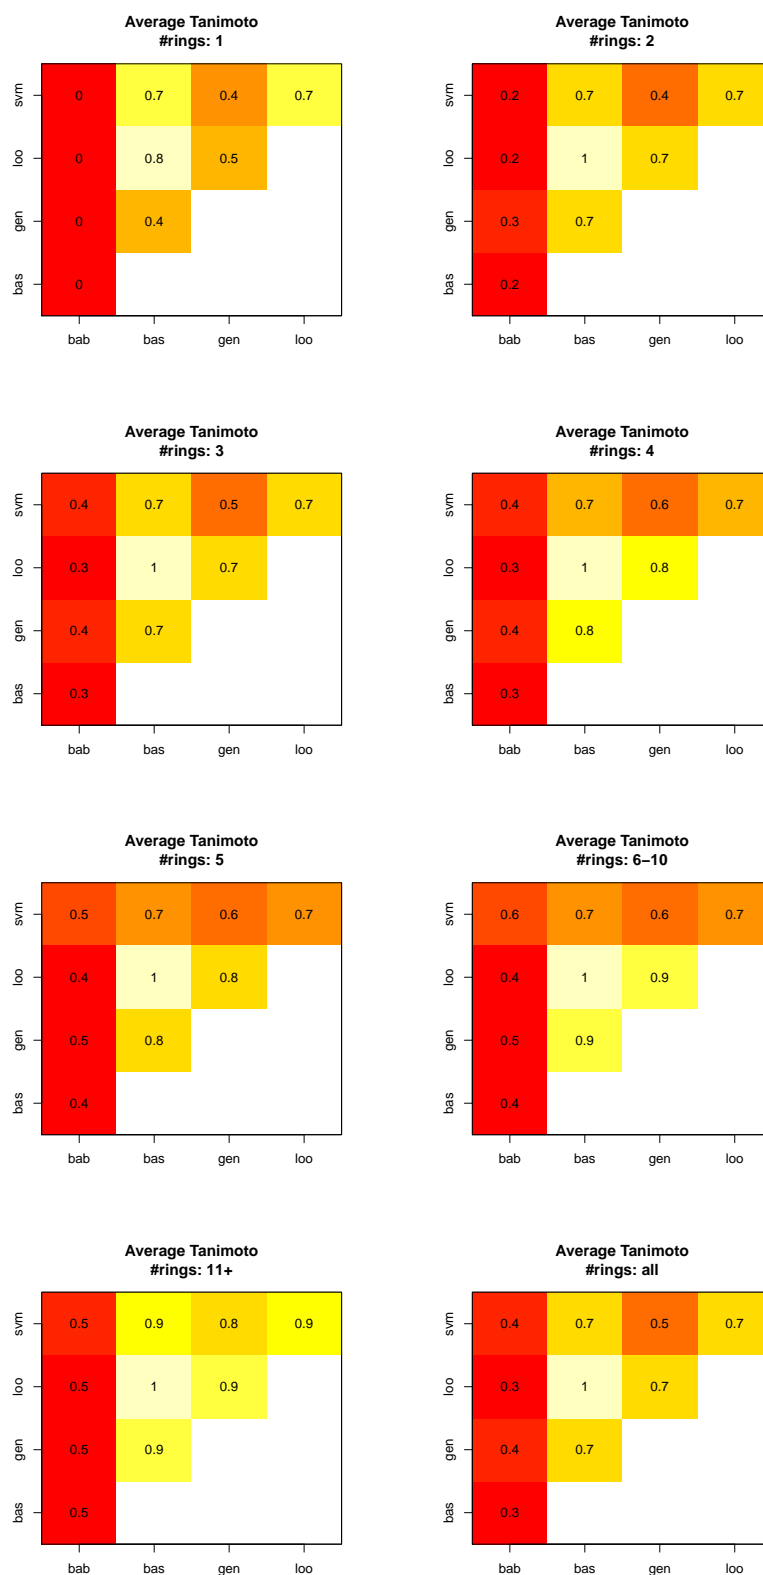 Average Tanimoto
#rings: 1
svm 0 0.7 0.4 0.7
loo 0 0.8 0.5
gen 0 0.4
bas 0
bab bas gen loo
Average Tanimoto
#rings: 2
svm 0.2 0.7 0.4 0.7
loo 0.2 1 0.7
gen 0.3 0.7
bas 0.2
bab bas gen loo
Average Tanimoto
#rings: 3
svm 0.4 0.7 0.5 0.7
loo 0.3 1 0.7
gen 0.4 0.7
bas 0.3
bab bas gen loo
Average Tanimoto
#rings: 4
svm 0.4 0.7 0.6 0.7
loo 0.3 1 0.8
gen 0.4 0.8
bas 0.3
bab bas gen loo
Average Tanimoto
#rings: 5
svm 0.5 0.7 0.6 0.7
loo 0.4 1 0.8
gen 0.5 0.8
bas 0.4
bab bas gen loo
Average Tanimoto
#rings: 6−10
svm 0.6 0.7 0.6 0.7
loo 0.4 1 0.9
gen 0.5 0.9
bas 0.4
bab bas gen loo
Average Tanimoto
#rings: 11+
svm 0.5 0.9 0.8 0.9
loo 0.5 1 0.9
gen 0.5 0.9
bas 0.5
bab bas gen loo
Average Tanimoto
#rings: all
svm 0.4 0.7 0.5 0.7
loo 0.3 1 0.7
gen 0.4 0.7
bas 0.3
bab bas gen loo